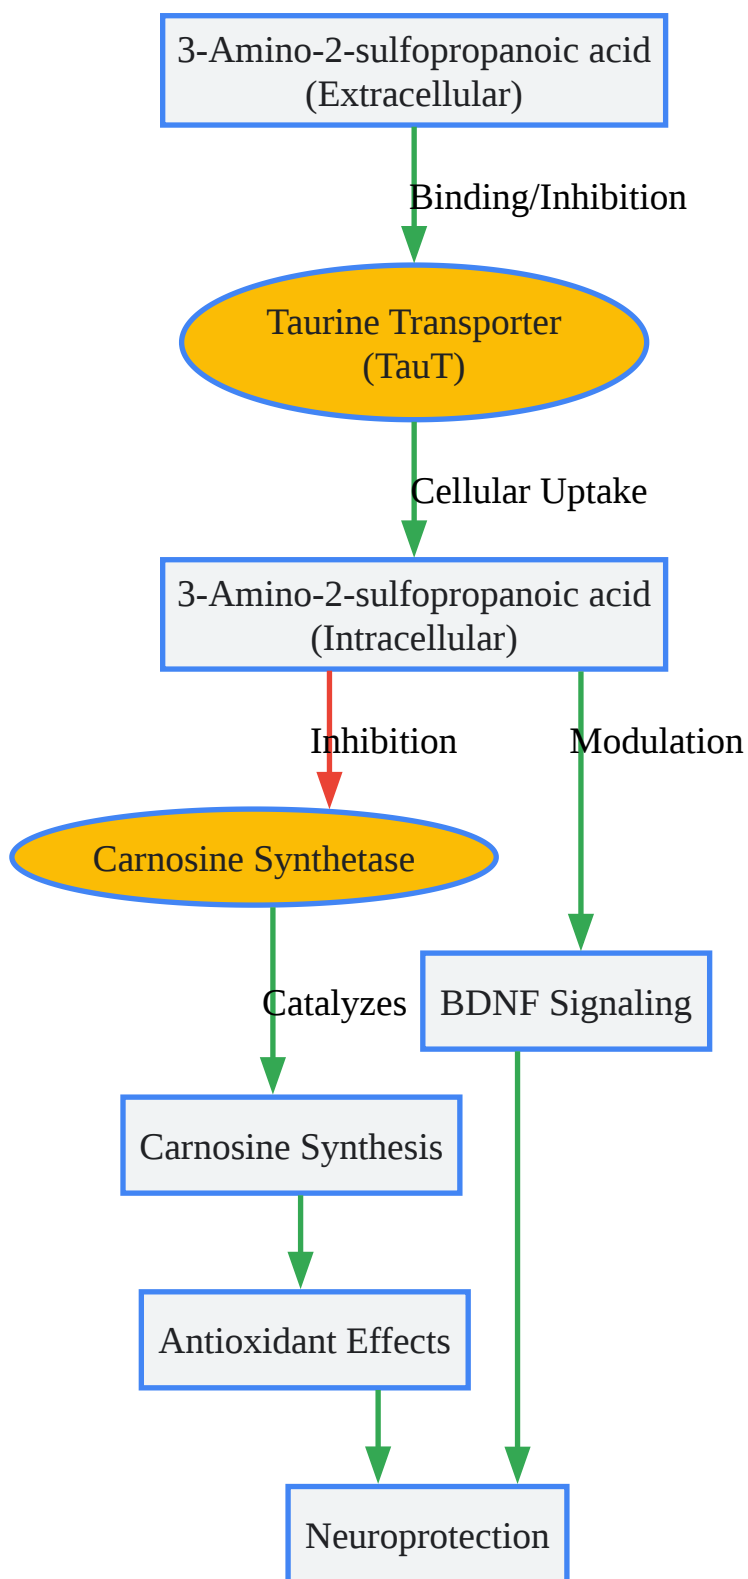 3-Amino-2-sulfopropanoic acid
(Extracellular)
Binding/Inhibition
Taurine Transporter
(TauT)
Cellular Uptake
3-Amino-2-sulfopropanoic acid
(Intracellular)
Inhibition
Modulation
Carnosine Synthetase
Catalyzes
BDNF Signaling
Carnosine Synthesis
Antioxidant Effects
Neuroprotection